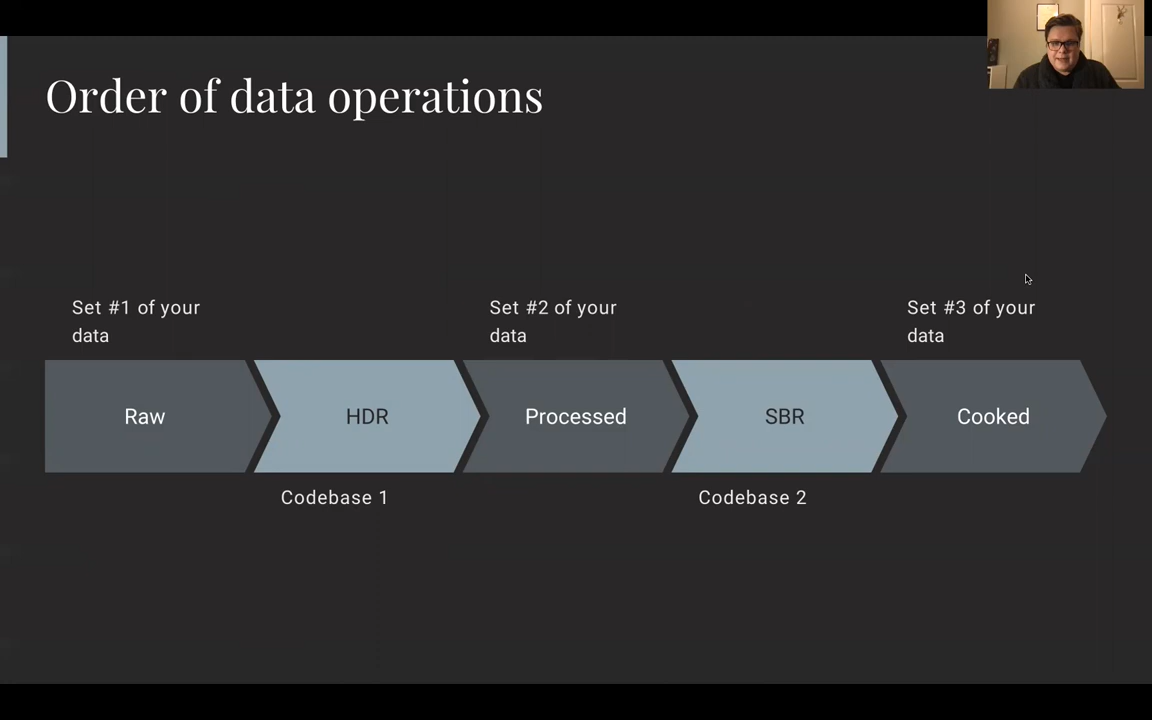 Order of data operations
Set #1 of your
data
Set #2 of your
data
Set #3 of your
data
Raw
HDR
Processed
SBR
Cooked
Codebase 1
Codebase 2